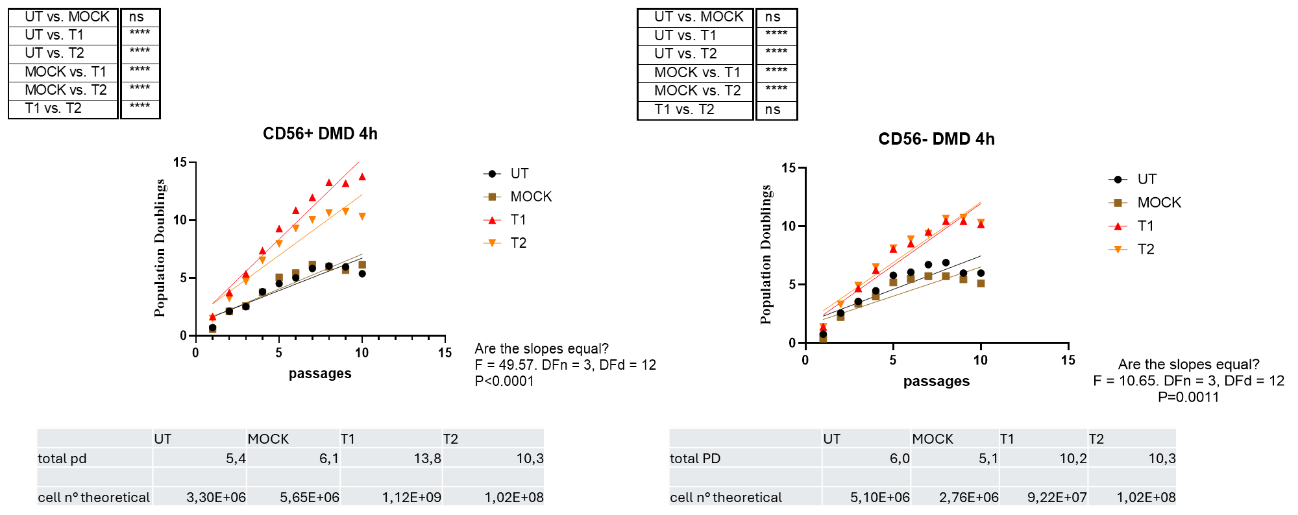 UT vs. MOCK ns
UT vs. T1 ****
UT vs. T2 ****
MOCK vs. T1 ****
MOCK vs. T2 ****
T1 vs. T2 ****
CD56+ DMD 4h
15
10
5
0
Population Doublings
0 5 10 15
passages
UT
MOCK
T1
T2
Are the slopes equal?
F = 49.57. DFn = 3, DFd = 12
P<0.0001
UT MOCK T1 T2
total pd 5,4 6,1 13,8 10,3
cell n° theoretical 3,30E+06 5,65E+06 1,12E+09 1,02E+08
UT vs. MOCK ns
UT vs. T1 ****
UT vs. T2 ****
MOCK vs. T1 ****
MOCK vs. T2 ****
T1 vs. T2 ns
CD56- DMD 4h
15
10
5
0
Population Doublings
0 5 10 15
passages
UT
MOCK
T1
T2
Are the slopes equal?
F = 10.65. DFn = 3, DFd = 12
P=0.0011
UT MOCK T1 T2
total PD 6,0 5,1 10,2 10,3
cell n° theoretical 5,10E+06 2,76E+06 9,22E+07 1,02E+08